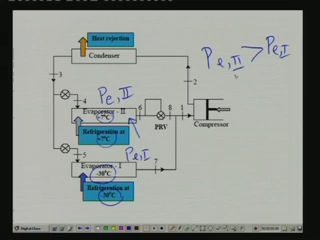 Heat rejection
Condenser
P e, II > Pe, I
3
2
Pe, II
4
6
8
1
Evaporator - II
(-7°C)
PRV
Compressor
Refrigeration at
+7°C
Pe, I
5
Evaporator - I
-30°C
7
Refrigeration at
-30°C